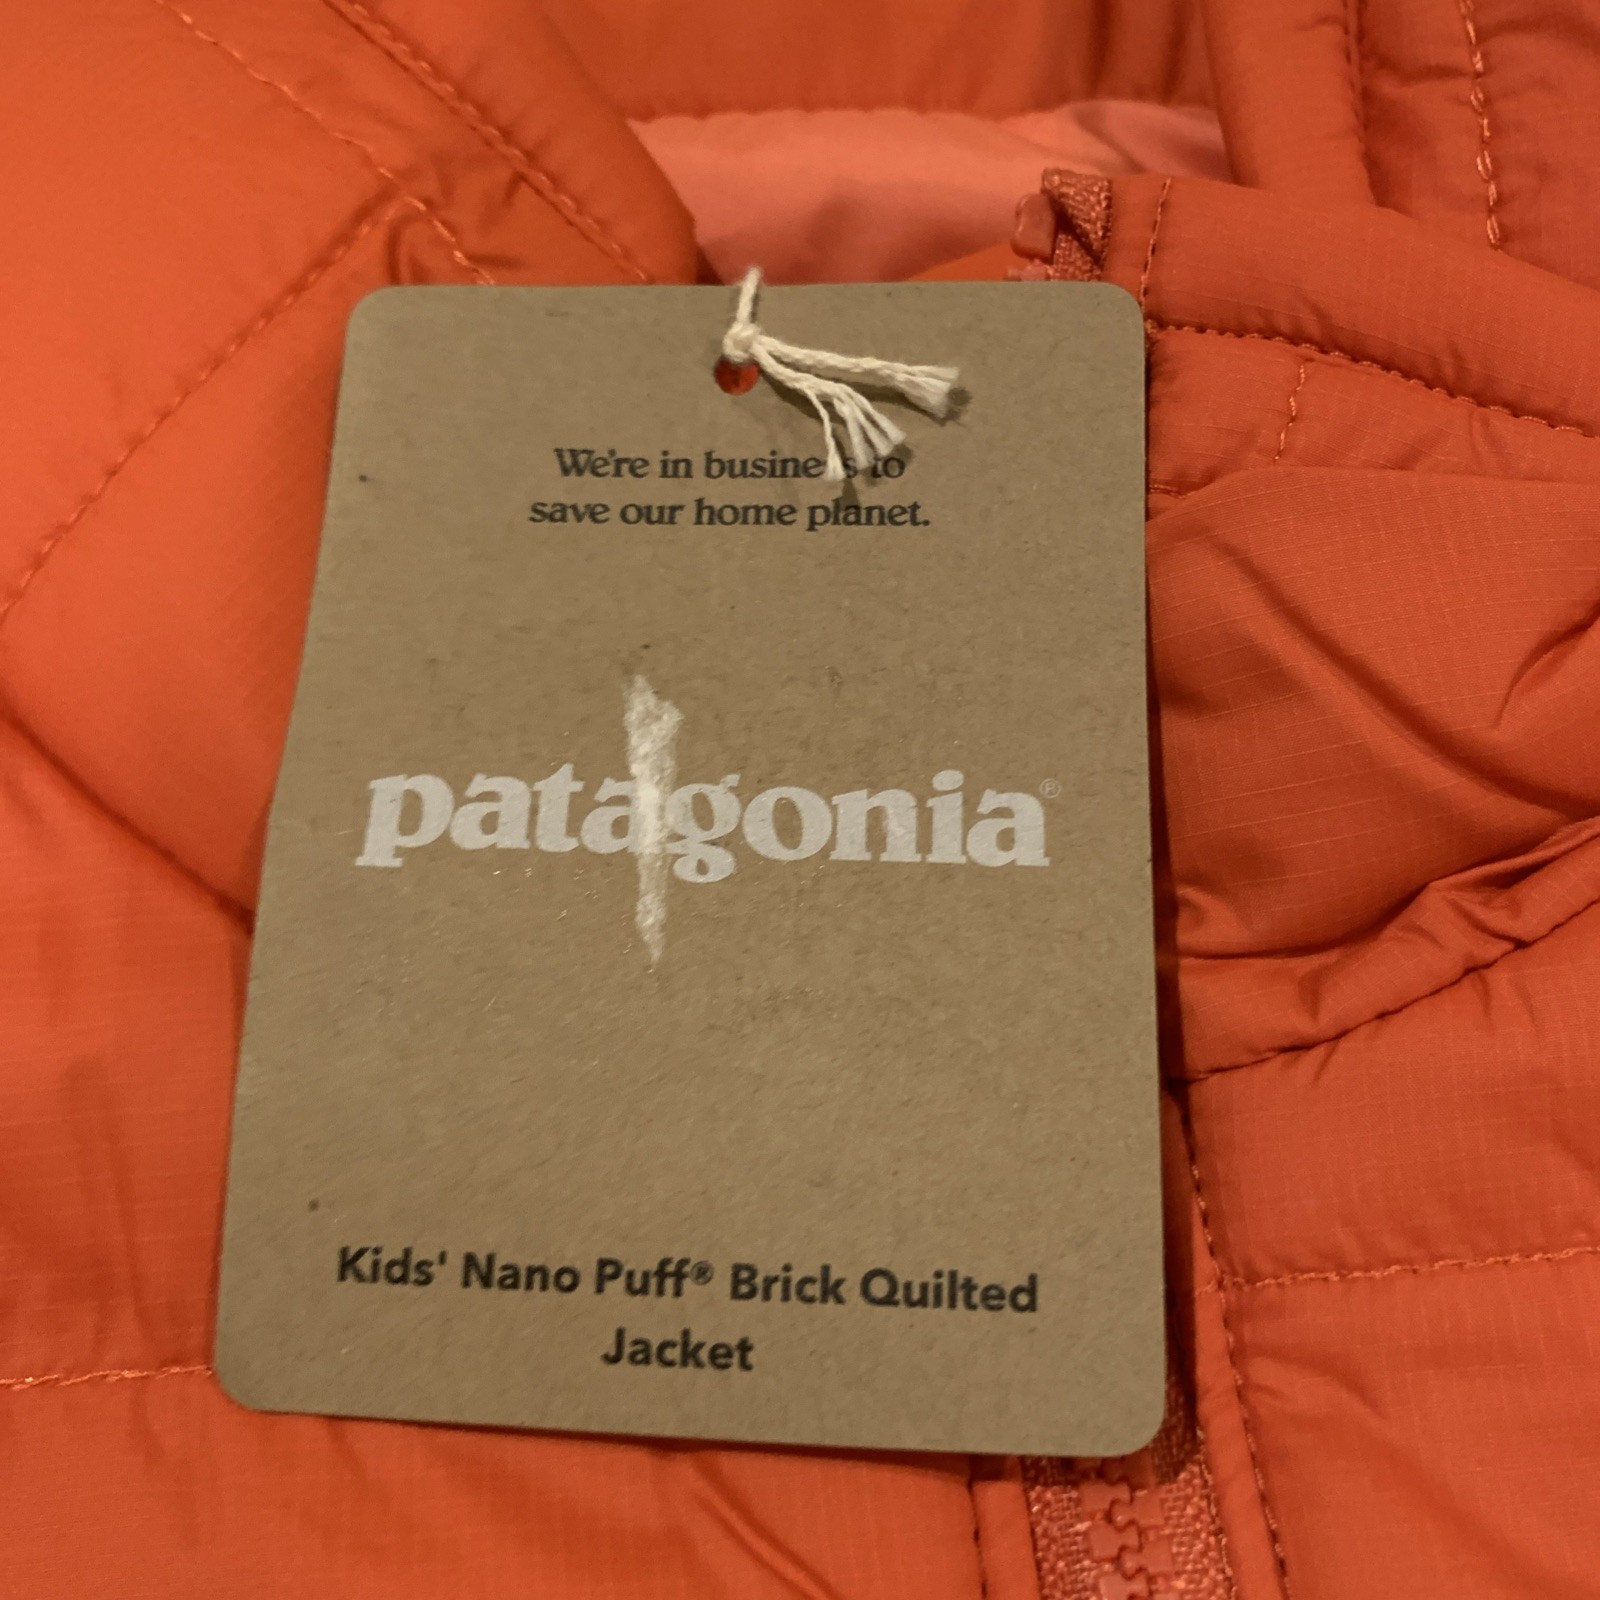 We're in business to
save our home planet.
patagonia®
Kids' Nano Puff® Brick Quilted
Jacket